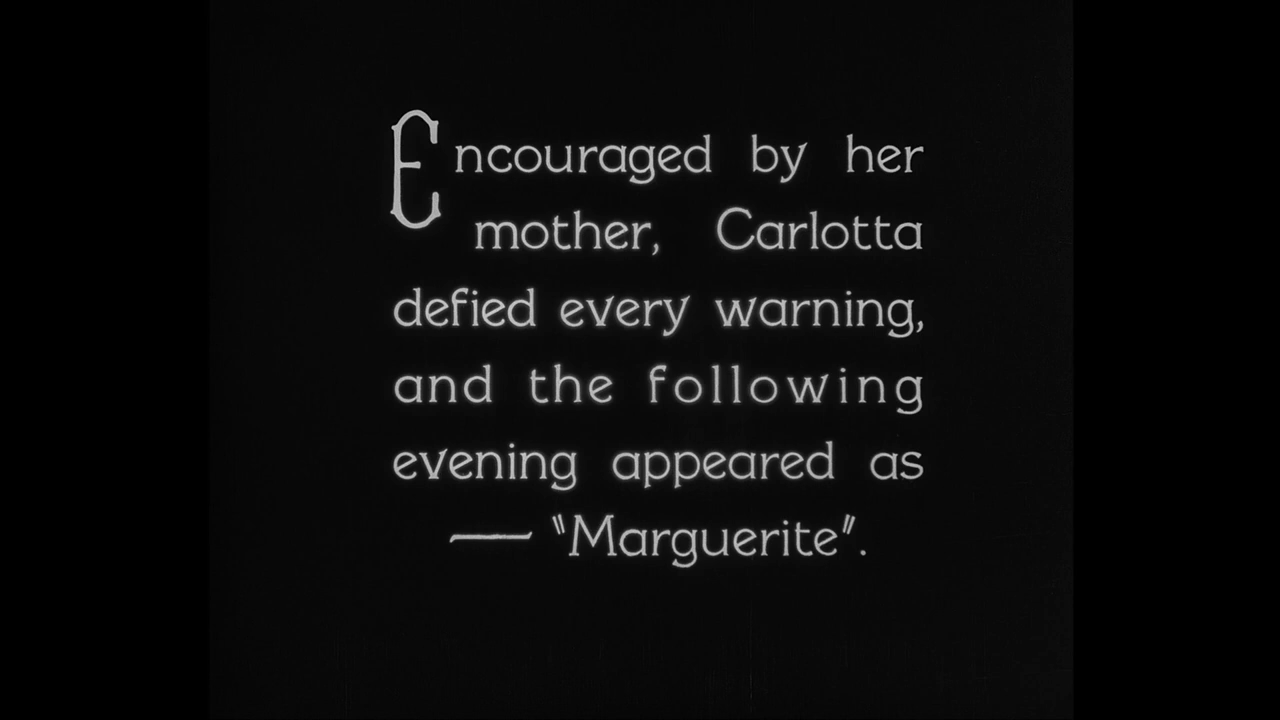 Encouraged by her
mother, Carlotta
defied every warning,
and the following
evening appeared as
— "Marguerite".